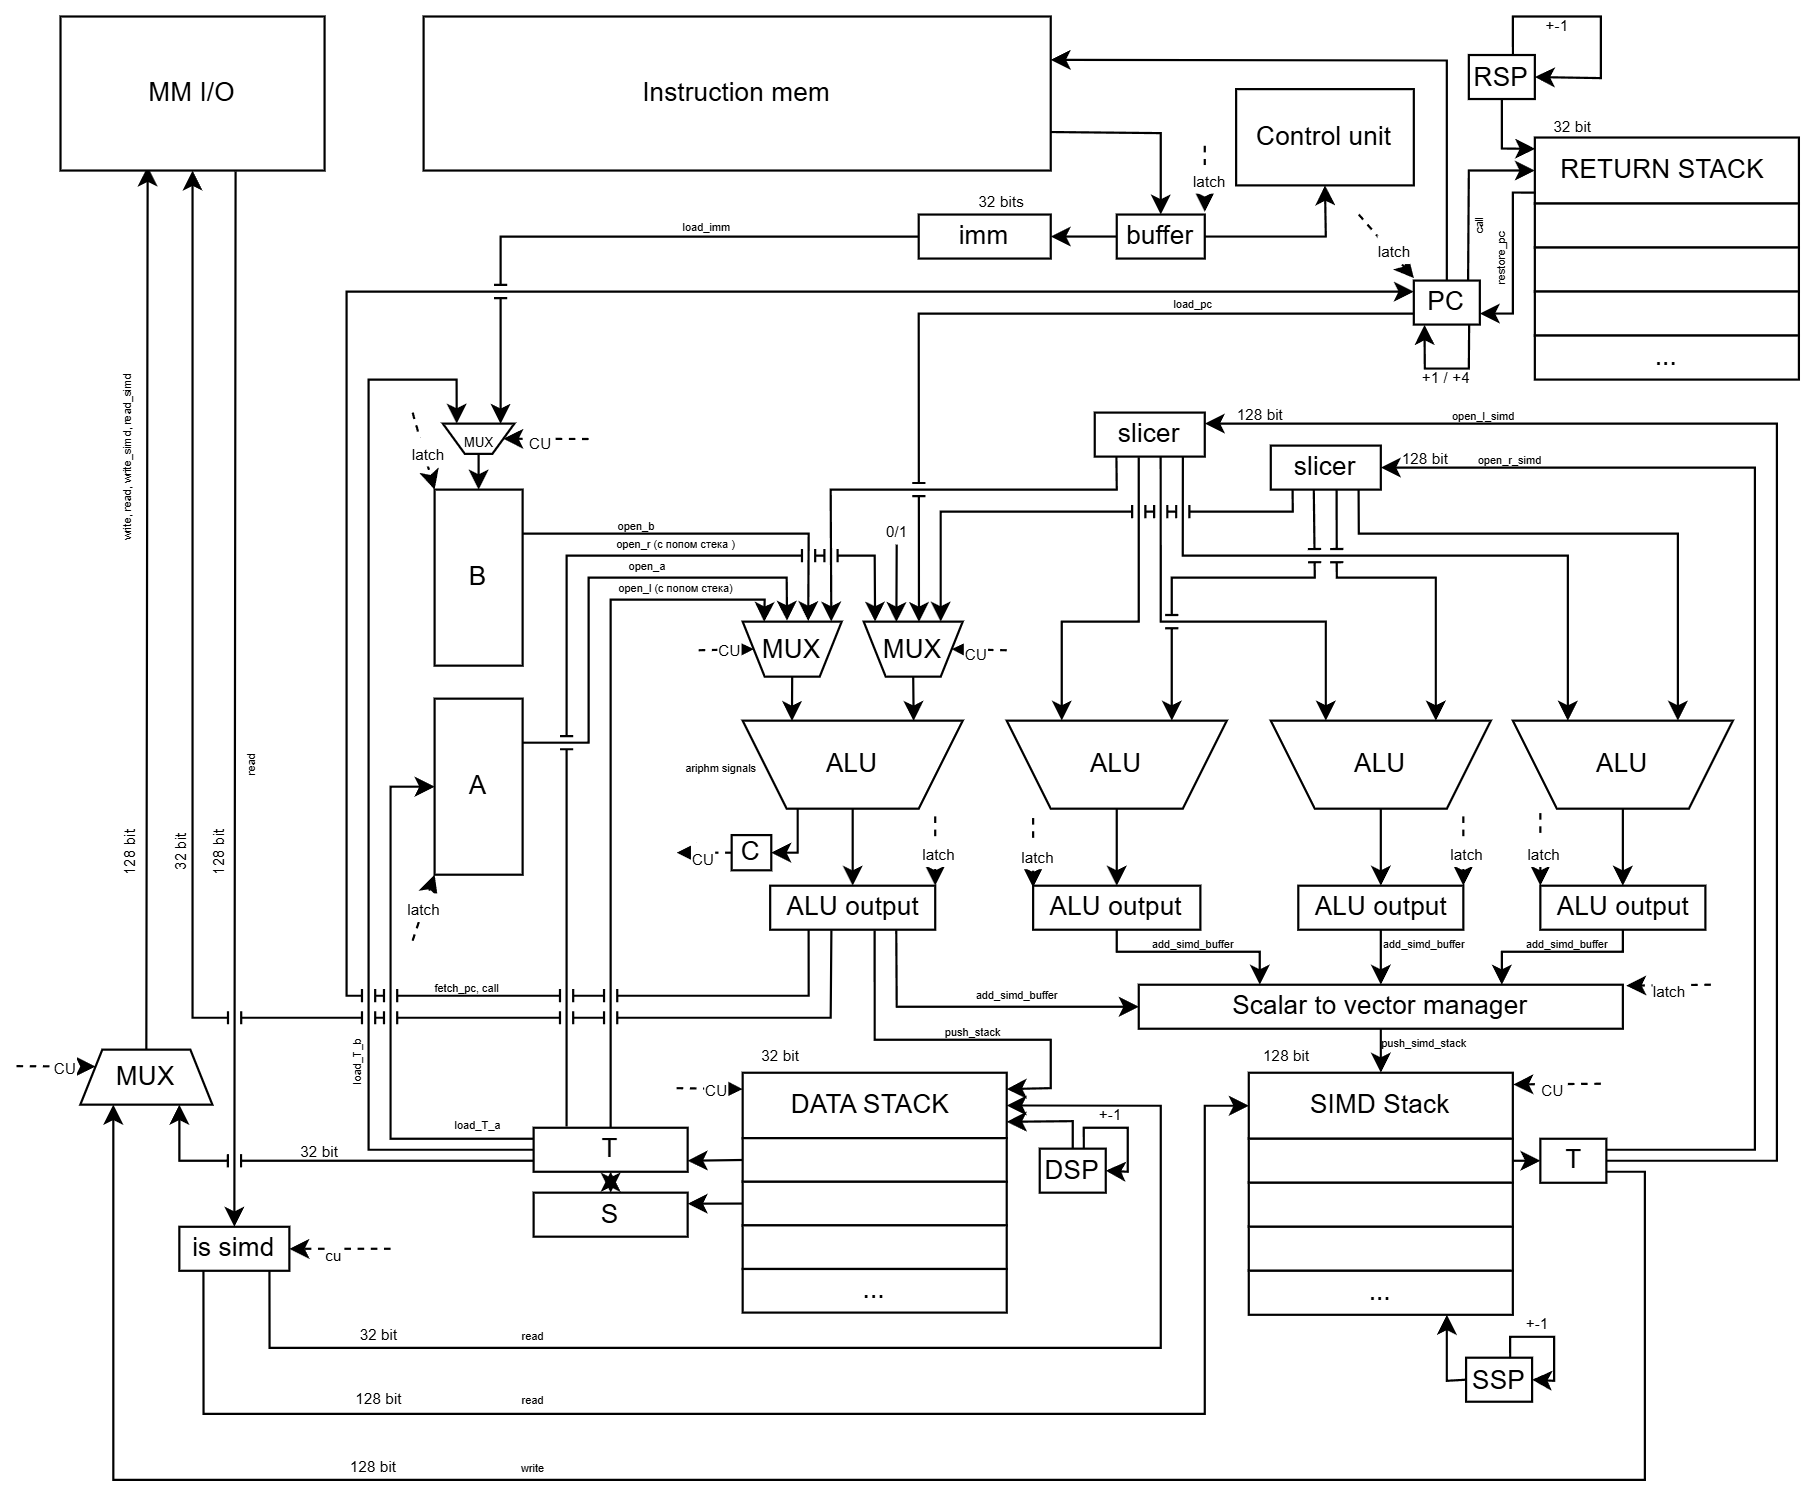 MM I/O
Instruction mem
+-1
RSP
32 bit
RETURN STACK
Control unit
latch
32 bits
imm
buffer
load_imm
latch
call
restore_pc
PC
load_pc
+1 / +4
...
write, read, write_simd, read_simd
MUX
CU
latch
slicer
128 bit
open_l_simd
slicer
128 bit
open_r_simd
B
open_b
open_r (с попом стека )
open_a
open_l (с попом стека)
0/1
CU
MUX
MUX
CU
A
read
ariphm signals
ALU
ALU
ALU
ALU
128 bit
32 bit
128 bit
CU
C
latch
latch
latch
latch
latch
ALU output
ALU output
ALU output
ALU output
add_simd_buffer
add_simd_buffer
add_simd_buffer
fetch_pc, call
add_simd_buffer
Scalar to vector manager
latch
push_stack
push_simd_stack
load_T_b
32 bit
128 bit
CU
MUX
CU
DATA STACK
+-1
SIMD Stack
CU
load_T_a
32 bit
T
DSP
T
S
is simd
cu
...
...
32 bit
read
+-1
SSP
128 bit
read
128 bit
write